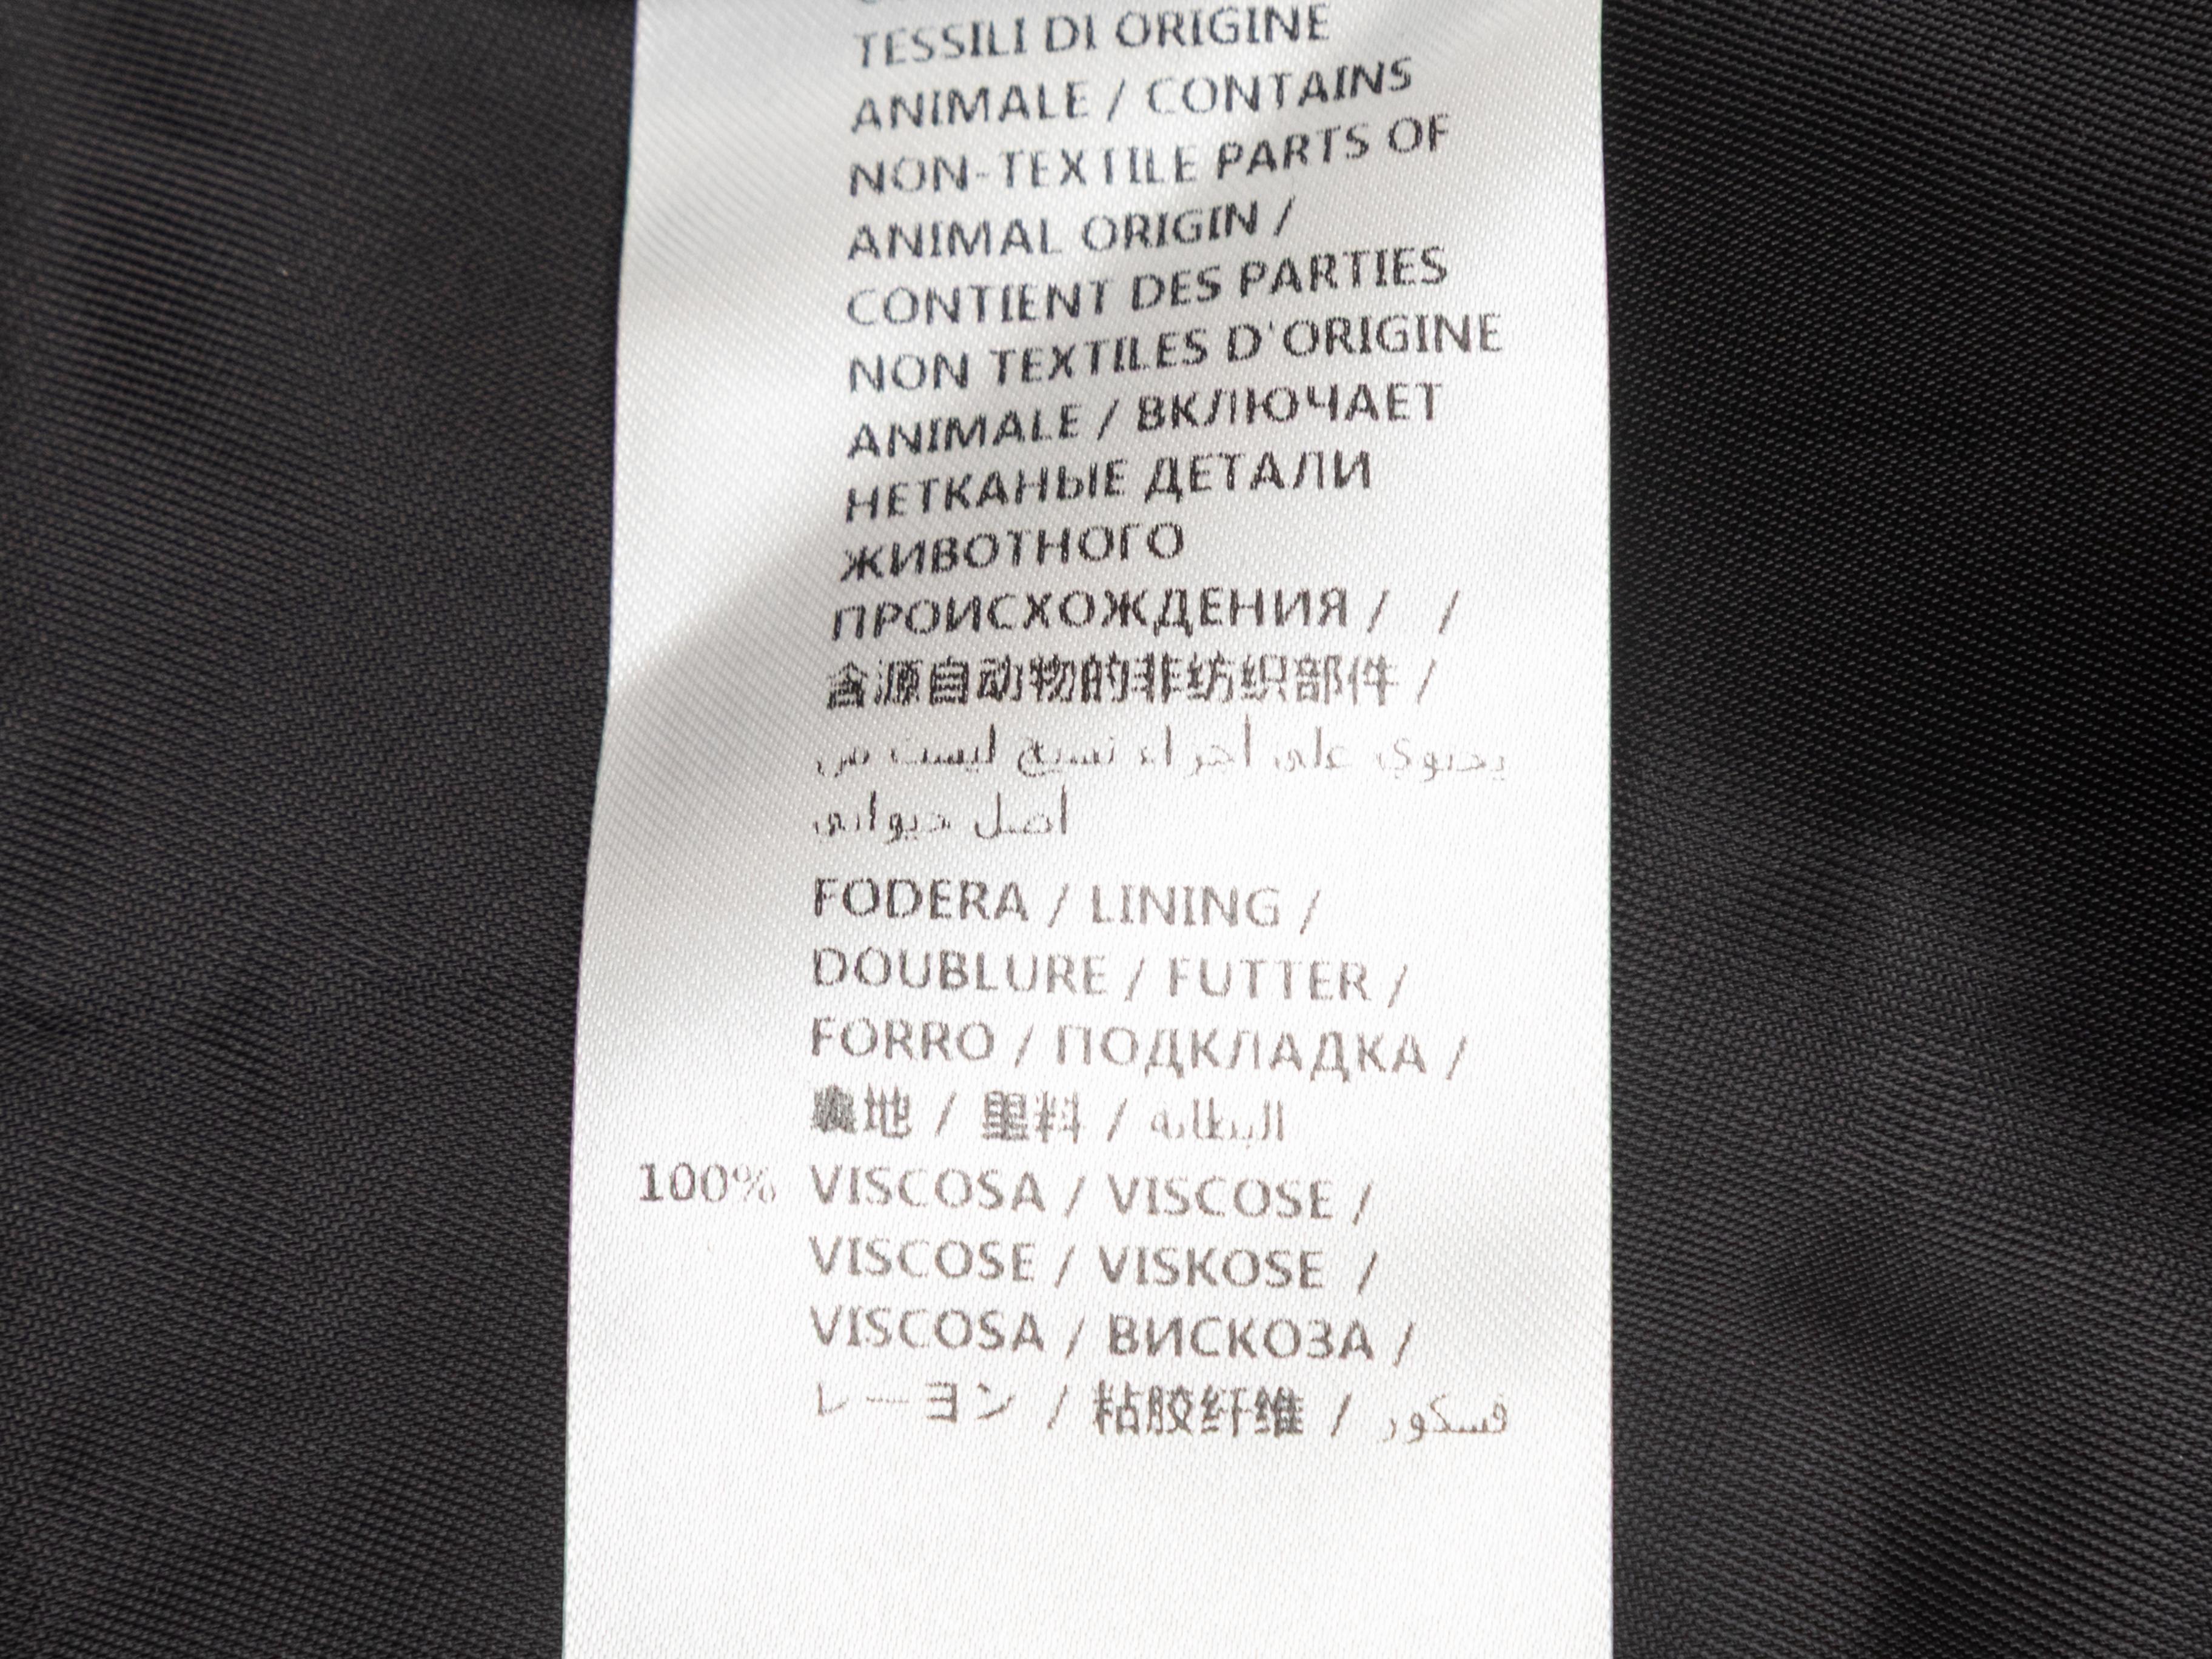 TESSILI DI ORIGINE
ANIMALE / CONTAINS
NON-TEXTILE PARTS OF
ANIMAL ORIGIN /
CONTIENT DES PARTIES
NON TEXTILES D'ORIGINE
ANIMALE / ВКЛЮЧАЕТ
НЕТКАНЫЕ ДЕТАЛИ
ЖИВОТНОГО
ПРОИСХОЖДЕНИЯ /  /
含源自动物的非纺织部件 /
يحتوي على أجزاء نسيج ليست من
أصل حيواني
FODERA / LINING /
DOUBLURE / FUTTER /
FORRO / ПОДКЛАДКА /
裏地 / 里料 / البطانة
100% VISCOSA / VISCOSE /
VISCOSE / VISKOSE /
VISCOSA / ВИСКОЗА /
レーヨン / 粘胶纤维 / فسكور